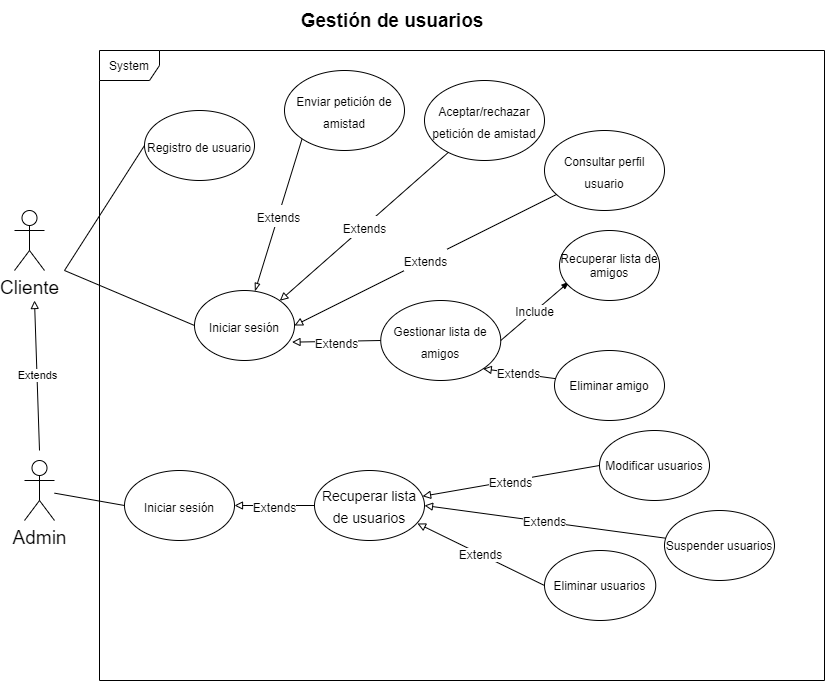 Gestión de usuarios
System
Enviar petición de
amistad
Aceptar/rechazar
petición de amistad
Registro de usuario
Consultar perfil
usuario
Extends
Extends
Extends
Recuperar lista de
amigos
Cliente
Include
Iniciar sesión
Gestionar lista de
amigos
Extends
Extends
Extends
Eliminar amigo
Modificar usuarios
Extends
Iniciar sesión
Extends
Recuperar lista
de usuarios
Extends
Suspender usuarios
Admin
Extends
Eliminar usuarios